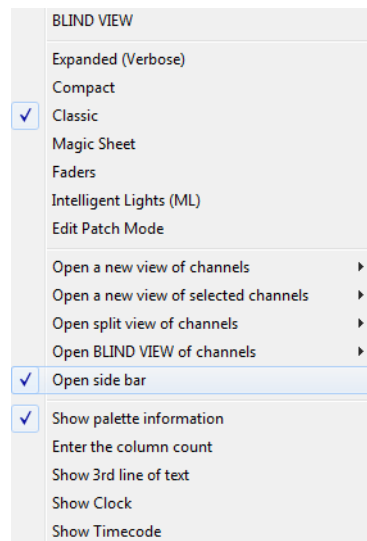 BLIND VIEW
Expanded (Verbose)
Compact
Classic
Magic Sheet
Faders
Intelligent Lights (ML)
Edit Patch Mode
Open a new view of channels
Open a new view of selected channels
Open split view of channels
Open BLIND VIEW of channels
Open side bar
Show palette information
Enter the column count
Show 3rd line of text
Show Clock
Show Timecode